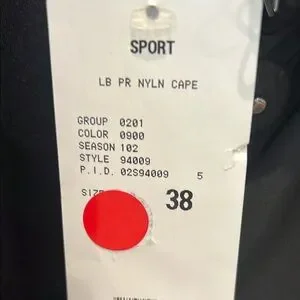 SPORT
LB PR NYLN CAPE
GROUP 0201
COLOR 0900
SEASON 102
STYLE 94009
P.I.D. 02S94009 5
38